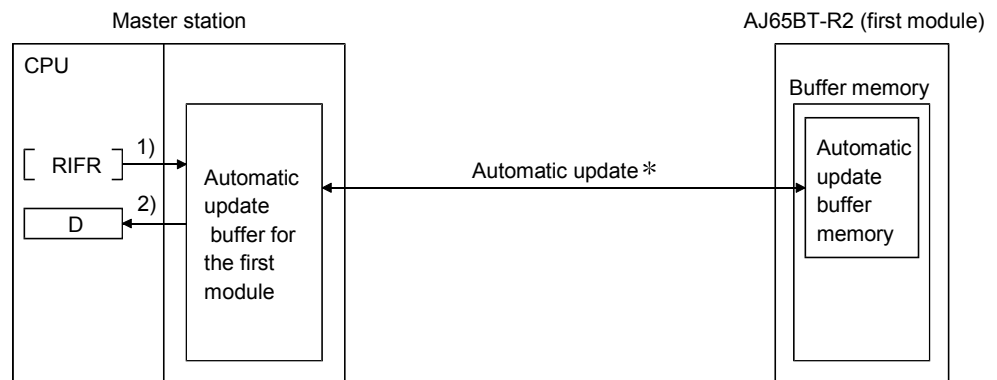 Master station
AJ65BT-R2 (first module)
CPU
Buffer memory
RIFR
1)
Automatic update*
D
2)
Automatic
update
buffer for
the first
module
Automatic
update
buffer
memory